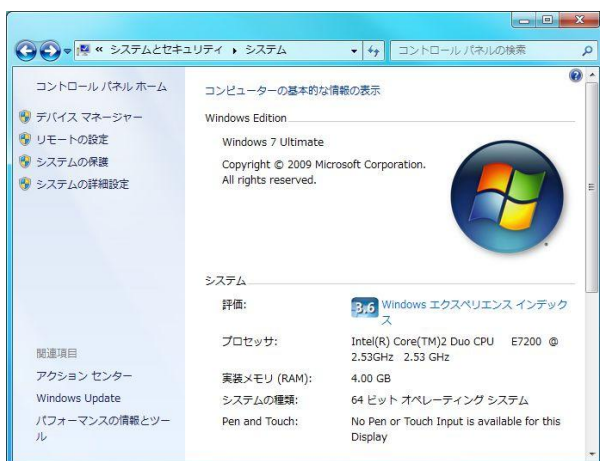 « システムとセキュリティ ▸ システム
コントロール パネルの検索
コントロール パネル ホーム
デバイス マネージャー
リモートの設定
システムの保護
システムの詳細設定
関連項目
アクション センター
Windows Update
パフォーマンスの情報とツー
ル
コンピューターの基本的な情報の表示
Windows Edition
Windows 7 Ultimate
Copyright © 2009 Microsoft Corporation.
All rights reserved.
システム
評価:
3.6 Windows エクスペリエンス インデック
ス
プロセッサ:
Intel(R) Core(TM)2 Duo CPU E7200 @
2.53GHz 2.53 GHz
実装メモリ (RAM):
4.00 GB
システムの種類:
64 ビット オペレーティング システム
Pen and Touch:
No Pen or Touch Input is available for this
Display